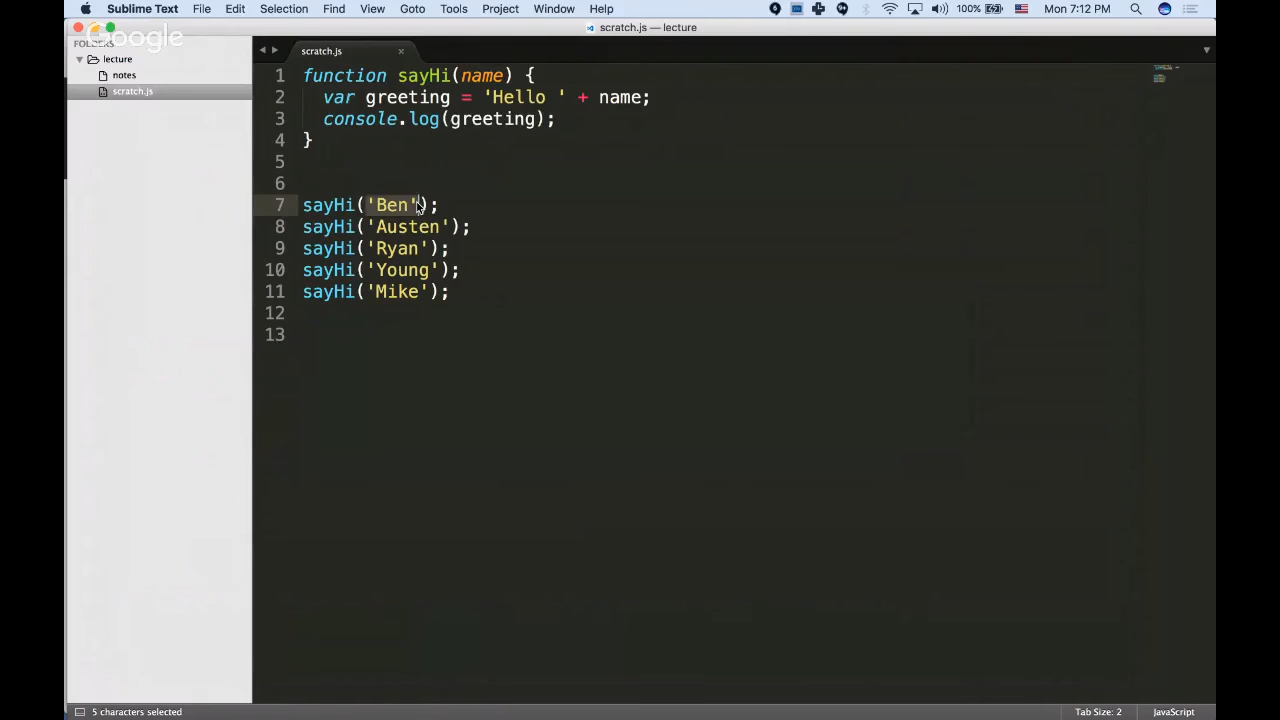 Sublime Text File Edit Selection Find View Goto Tools Project Window Help 100% Mon 7:12 PM
scratch.js — lecture
Google
FOLDERS
lecture
notes
scratch.js
scratch.js
1 function sayHi(name) {
2 var greeting = 'Hello ' + name;
3 console.log(greeting);
4 }
5
6
7 sayHi('Ben');
8 sayHi('Austen');
9 sayHi('Ryan');
10 sayHi('Young');
11 sayHi('Mike');
12
13
5 characters selected Tab Size: 2 JavaScript